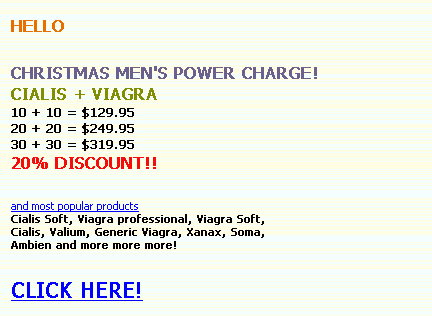 HELLO
CHRISTMAS MEN'S POWER CHARGE!
CIALIS + VIAGRA
10 + 10 = $129.95
20 + 20 = $249.95
30 + 30 = $319.95
20% DISCOUNT!!
and most popular products
Cialis Soft, Viagra professional, Viagra Soft,
Cialis, Valium, Generic Viagra, Xanax, Soma,
Ambien and more more more!
CLICK HERE!